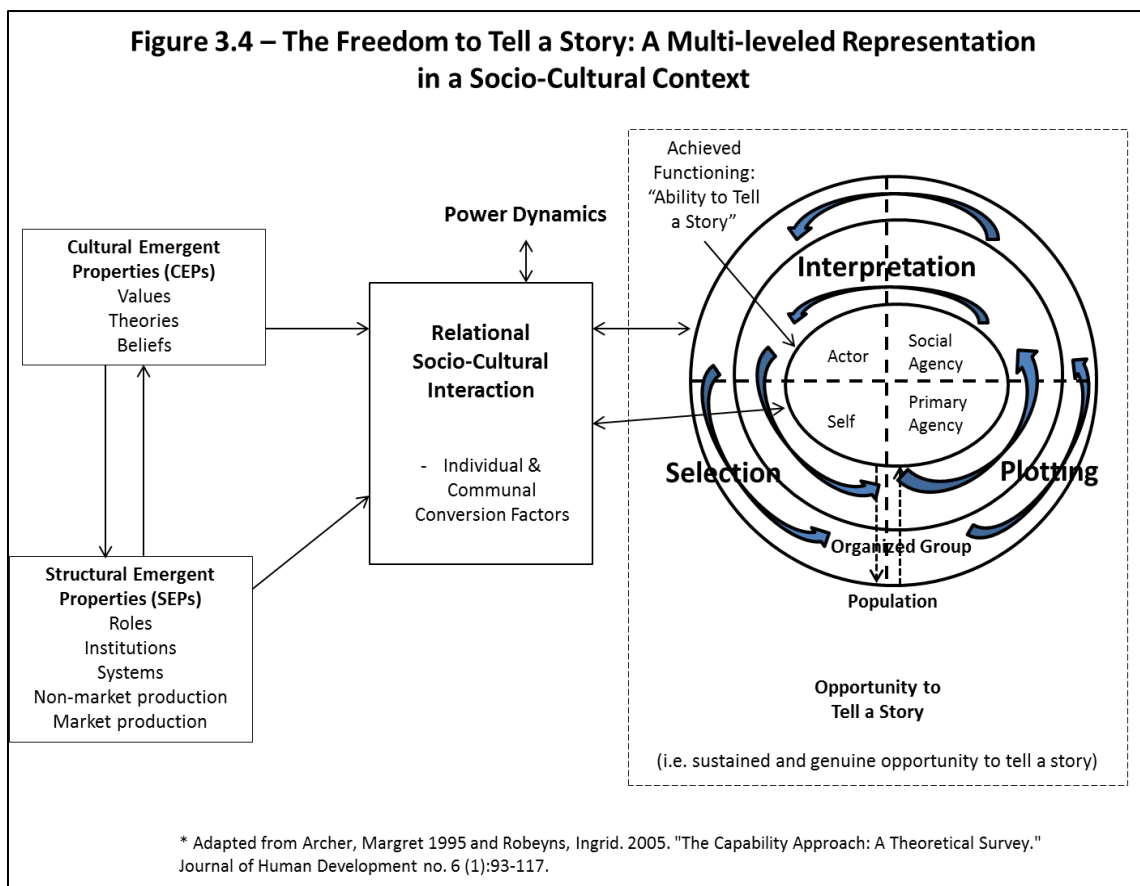 Figure 3.4 – The Freedom to Tell a Story: A Multi-leveled Representation
in a Socio-Cultural Context
Cultural Emergent
Properties (CEPs)
Values
Theories
Beliefs
Structural Emergent
Properties (SEPs)
Roles
Institutions
Systems
Non-market production
Market production
Power Dynamics
Relational
Socio-Cultural
Interaction
- Individual &
Communal
Conversion Factors
Achieved
Functioning:
“Ability to Tell
a Story”
Interpretation
Actor
Social
Agency
Self
Primary
Agency
Selection
Plotting
Organized Group
Population
Opportunity to
Tell a Story
(i.e. sustained and genuine opportunity to tell a story)
* Adapted from Archer, Margret 1995 and Robeyns, Ingrid. 2005. "The Capability Approach: A Theoretical Survey."
Journal of Human Development no. 6 (1):93-117.